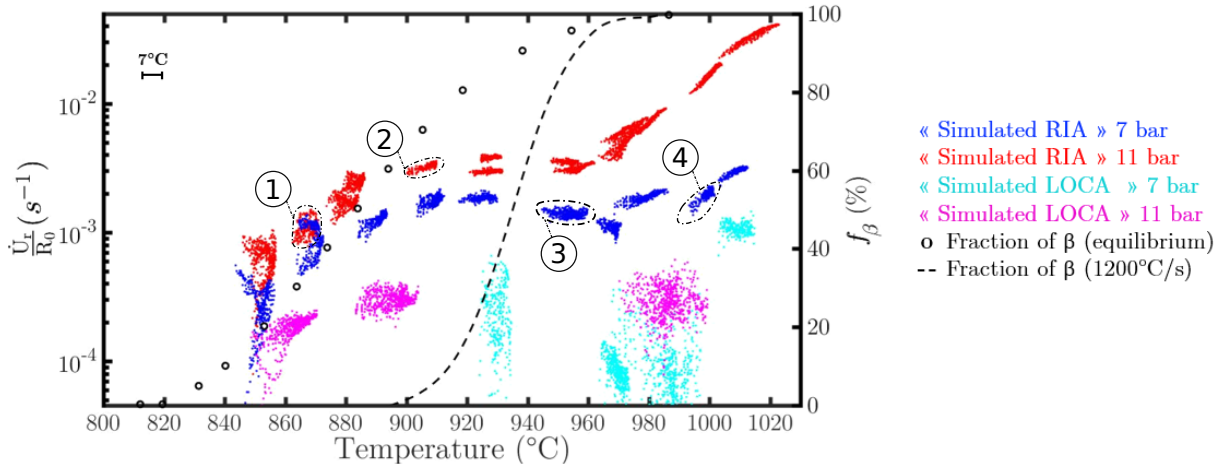 7°C
10⁻²
10⁻³
10⁻⁴
U̇r/R₀ (s⁻¹)
1
2
3
4
100
80
60
40
20
0
fβ (%)
800 820 840 860 880 900 920 940 960 980 1000 1020
Temperature (°C)
« Simulated RIA » 7 bar
« Simulated RIA » 11 bar
« Simulated LOCA » 7 bar
« Simulated LOCA » 11 bar
Fraction of β (equilibrium)
Fraction of β (1200°C/s)